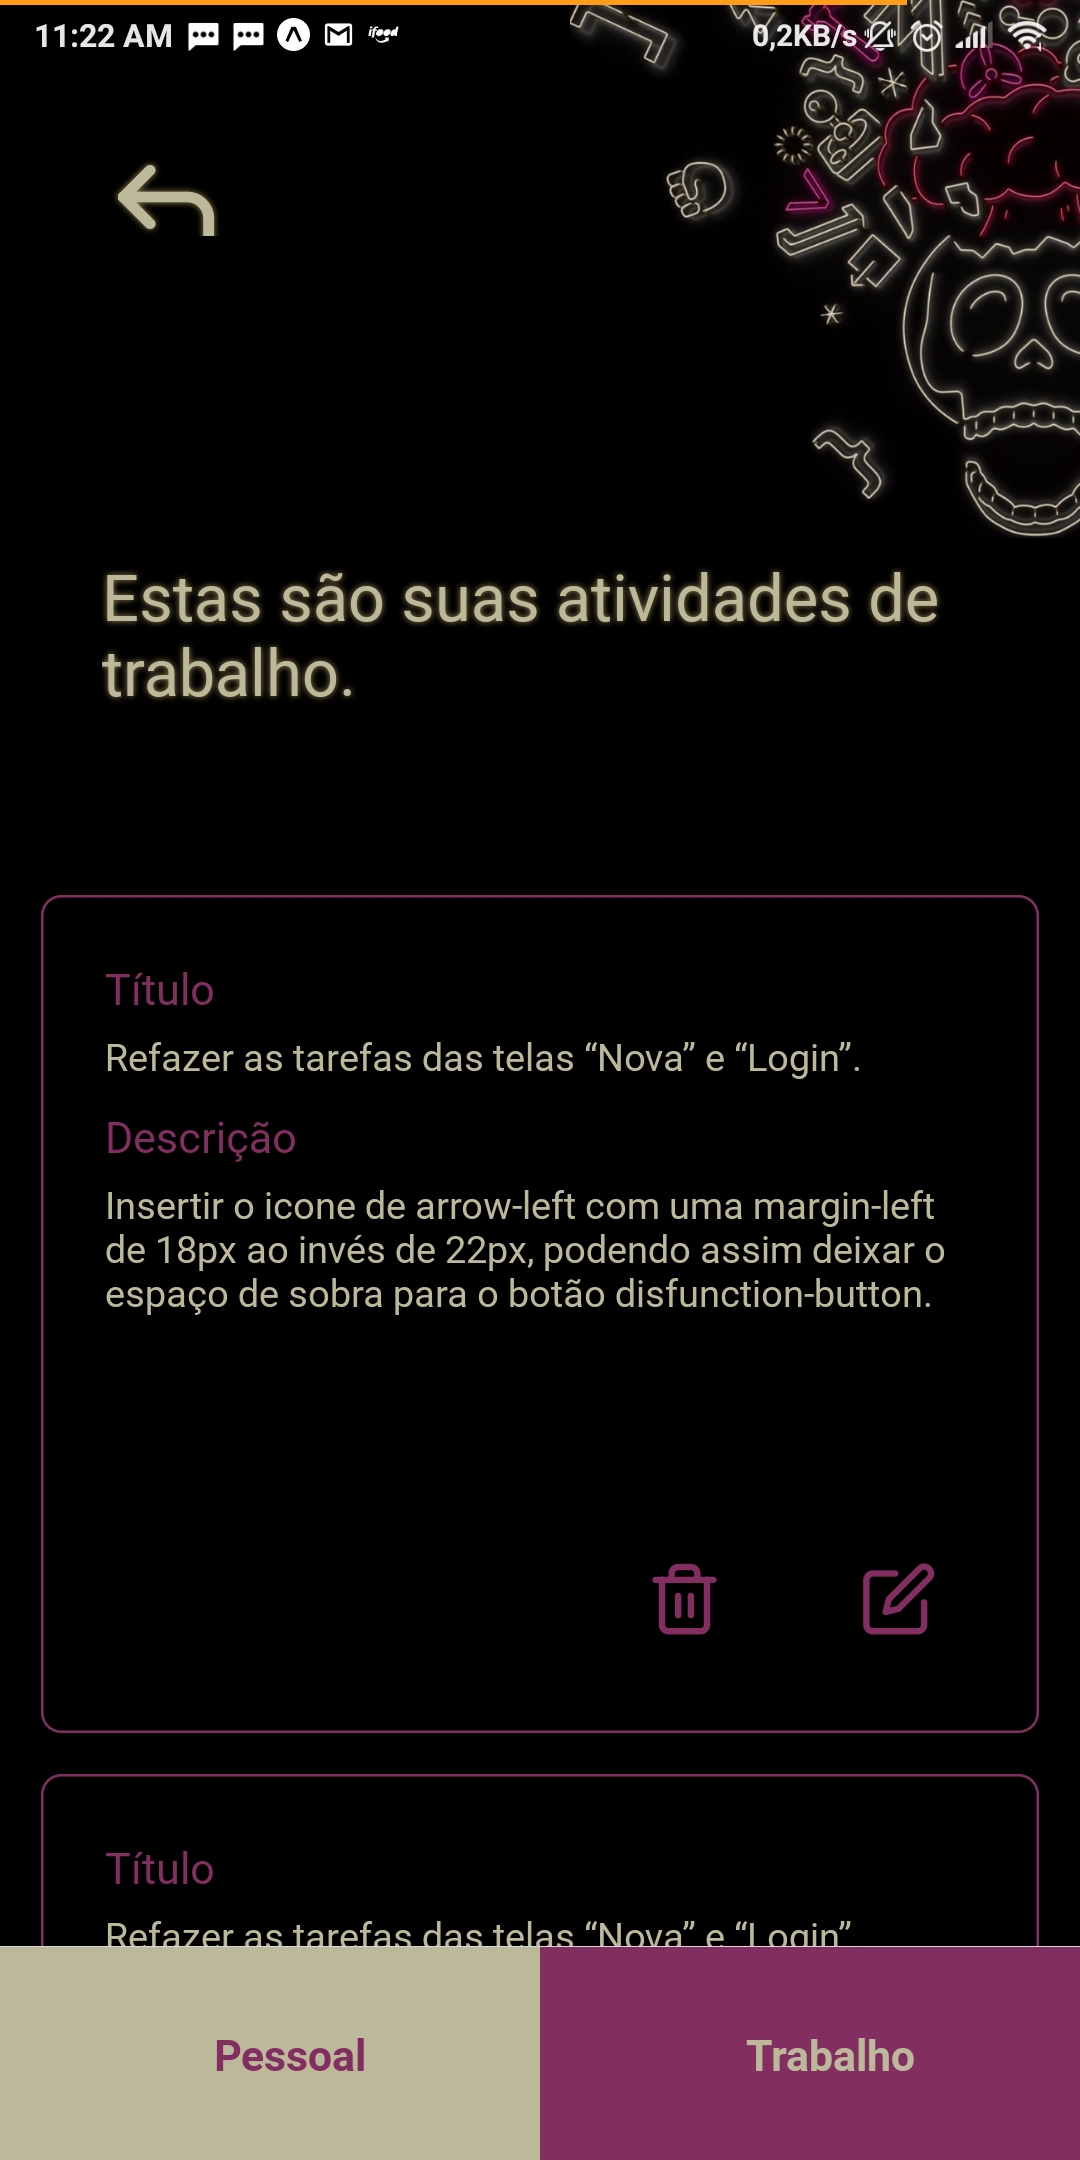 11:22 AM
ifood
0,2KB/s
Estas são suas atividades de
trabalho.
Título
Refazer as tarefas das telas “Nova” e “Login”.
Descrição
Insertir o icone de arrow-left com uma margin-left
de 18px ao invés de 22px, podendo assim deixar o
espaço de sobra para o botão disfunction-button.
Título
Refazer as tarefas das telas “Nova” e “Login”
Pessoal
Trabalho